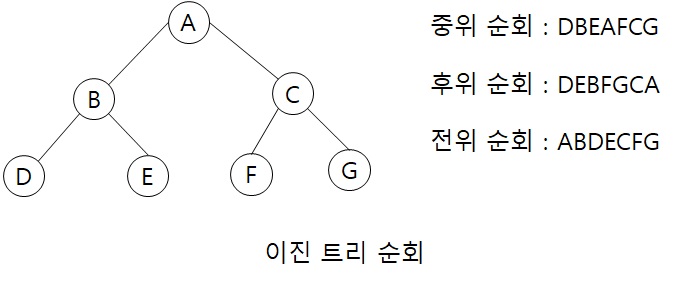 A
B
C
D
E
F
G
중위 순회 : DBEAFCG
후위 순회 : DEBFGCA
전위 순회 : ABDECFG
이진 트리 순회